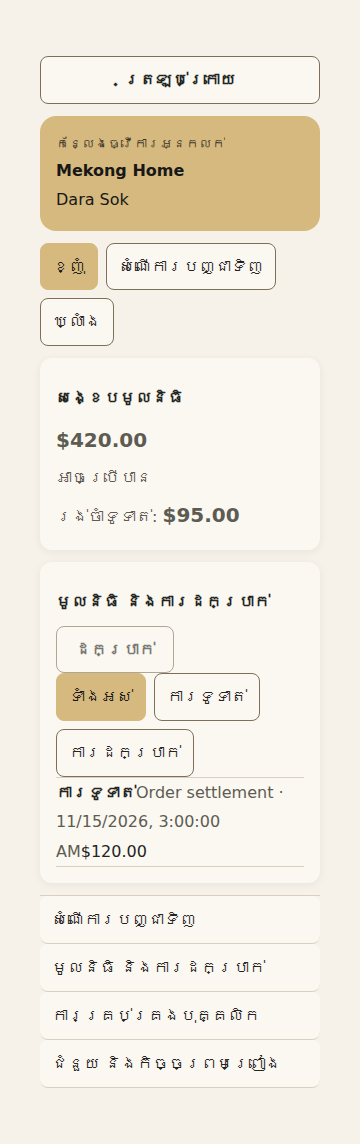 ត្រឡប់ក្រោយ
កន្លែងធ្វើការអ្នកលក់
Mekong Home
Dara Sok
ខ្ញុំ
សំណើការបញ្ជាទិញ
ឃ្លាំង
សង្ខេបមូលនិធិ
$420.00
អាចប្រើបាន
រង់ចាំទូទាត់: $95.00
មូលនិធិ និងការដកប្រាក់
ដកប្រាក់
ទាំងអស់
ការទូទាត់
ការដកប្រាក់
ការទូទាត់Order settlement ·
11/15/2026, 3:00:00
AM$120.00
សំណើការបញ្ជាទិញ
មូលនិធិ និងការដកប្រាក់
ការគ្រប់គ្រងបុគ្គលិក
ជំនួយ និងកិច្ចព្រមព្រៀង